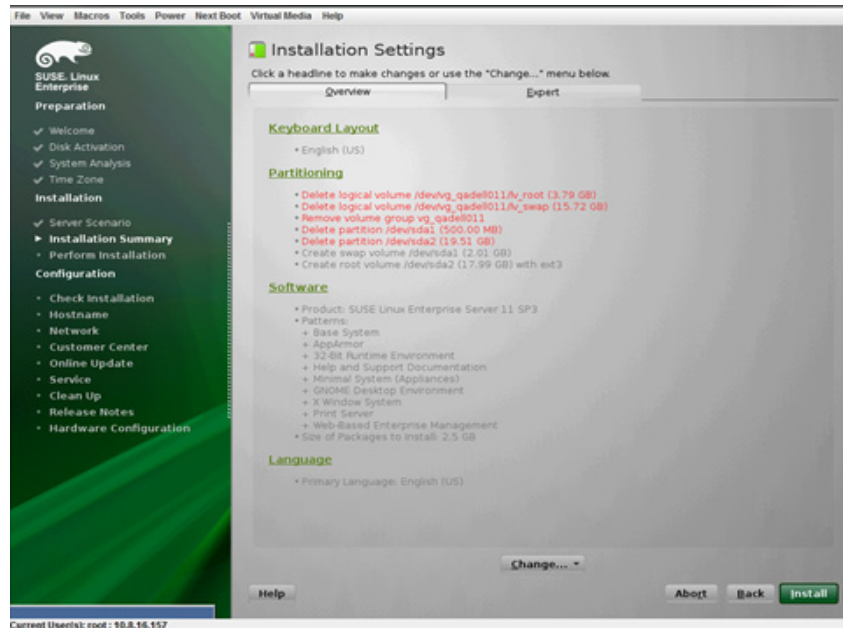 File View Macros Tools Power Next Boot Virtual Media Help
SUSE. Linux
Enterprise
Preparation
✓ Welcome
✓ Disk Activation
✓ System Analysis
✓ Time Zone
Installation
✓ Server Scenario
► Installation Summary
• Perform Installation
Configuration
• Check Installation
• Hostname
• Network
• Customer Center
• Online Update
• Service
• Clean Up
• Release Notes
• Hardware Configuration
Installation Settings
Click a headline to make changes or use the "Change..." menu below.
Overview Expert
Keyboard Layout
• English (US)
Partitioning
• Delete logical volume /dev/vg_qadell011/lv_root (3.79 GB)
• Delete logical volume /dev/vg_qadell011/lv_swap (15.72 GB)
• Remove volume group vg_qadell011
• Delete partition /dev/sda1 (500.00 MB)
• Delete partition /dev/sda2 (19.51 GB)
• Create swap volume /dev/sda1 (2.01 GB)
• Create root volume /dev/sda2 (17.99 GB) with ext3
Software
• Product: SUSE Linux Enterprise Server 11 SP3
• Patterns:
+ Base System
+ AppArmor
+ 32-Bit Runtime Environment
+ Help and Support Documentation
+ Minimal System (Appliances)
+ GNOME Desktop Environment
+ X Window System
+ Print Server
+ Web-Based Enterprise Management
• Size of Packages to Install: 2.5 GB
Language
• Primary Language: English (US)
Change...
Help Abort Back Install
Current User(s): root : 10.8.16.157